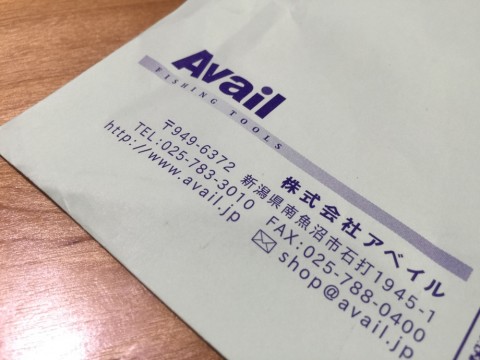 Avail
FISHING TOOLS
株式会社アベイル
〒949-6372 新潟県南魚沼市石打1945-1
TEL:025-783-3010 FAX:025-788-0400
http://www.avail.jp ✉shop@avail.jp